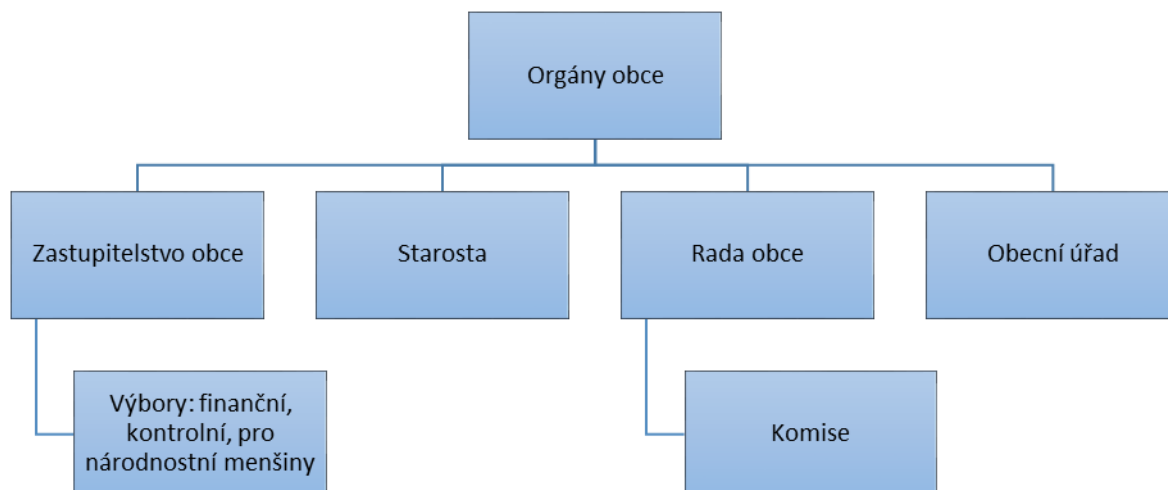 Orgány obce
Zastupitelstvo obce
Starosta
Rada obce
Obecní úřad
Výbory: finanční,
kontrolní, pro
národnostní menšiny
Komise